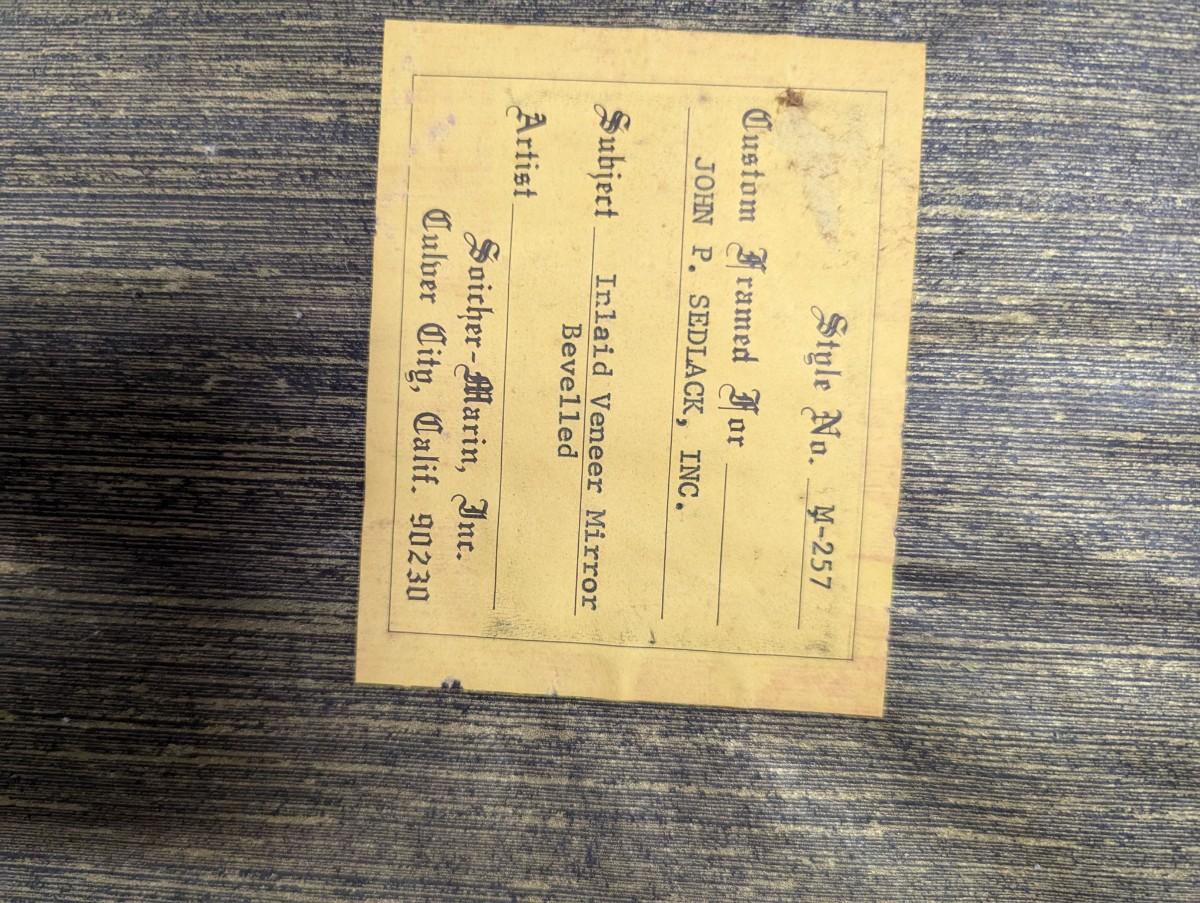 Style No. M-257
Custom Framed For
JOHN P. SEDLACK, INC.
Subject Inlaid Veneer Mirror
Bevelled
Artist
Soicher-Marin, Inc.
Culver City, Calif. 90230